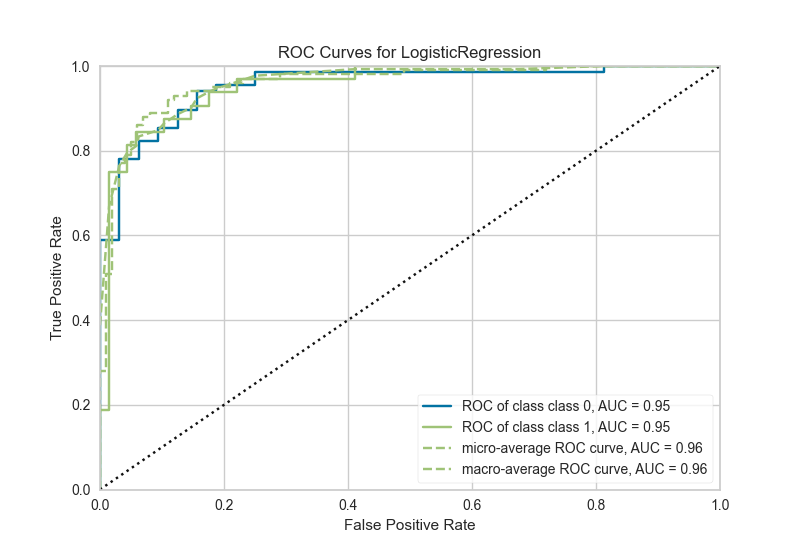 ROC Curves for LogisticRegression
1.0
0.8
0.6
0.4
0.2
0.0
True Positive Rate
0.0 0.2 0.4 0.6 0.8 1.0
False Positive Rate
ROC of class class 0, AUC = 0.95
ROC of class class 1, AUC = 0.95
micro-average ROC curve, AUC = 0.96
macro-average ROC curve, AUC = 0.96